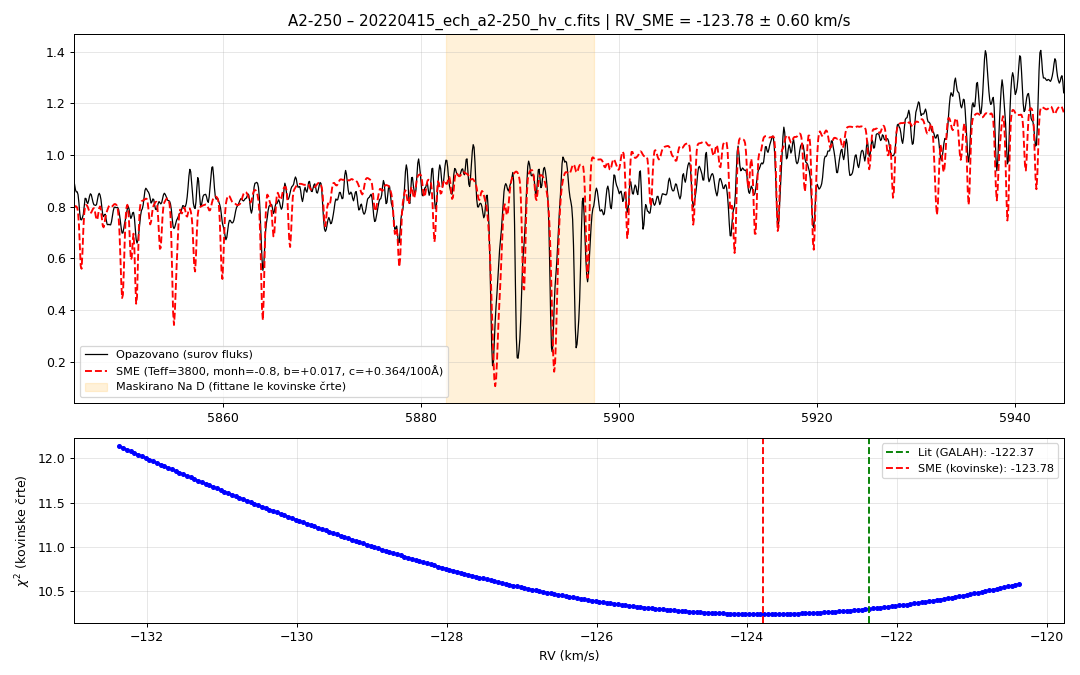 A2-250 – 20220415_ech_a2-250_hv_c.fits | RV_SME = -123.78 ± 0.60 km/s
1.4
1.2
1.0
0.8
0.6
0.4
0.2
Opazovano (surov fluks)
SME (Teff=3800, monh=-0.8, b=+0.017, c=+0.364/100Å)
Maskirano Na D (fittane le kovinske črte)
5860 5880 5900 5920 5940
12.0
11.5
11.0
10.5
χ² (kovinske črte)
Lit (GALAH): -122.37
SME (kovinske): -123.78
−132 −130 −128 −126 −124 −122 −120
RV (km/s)